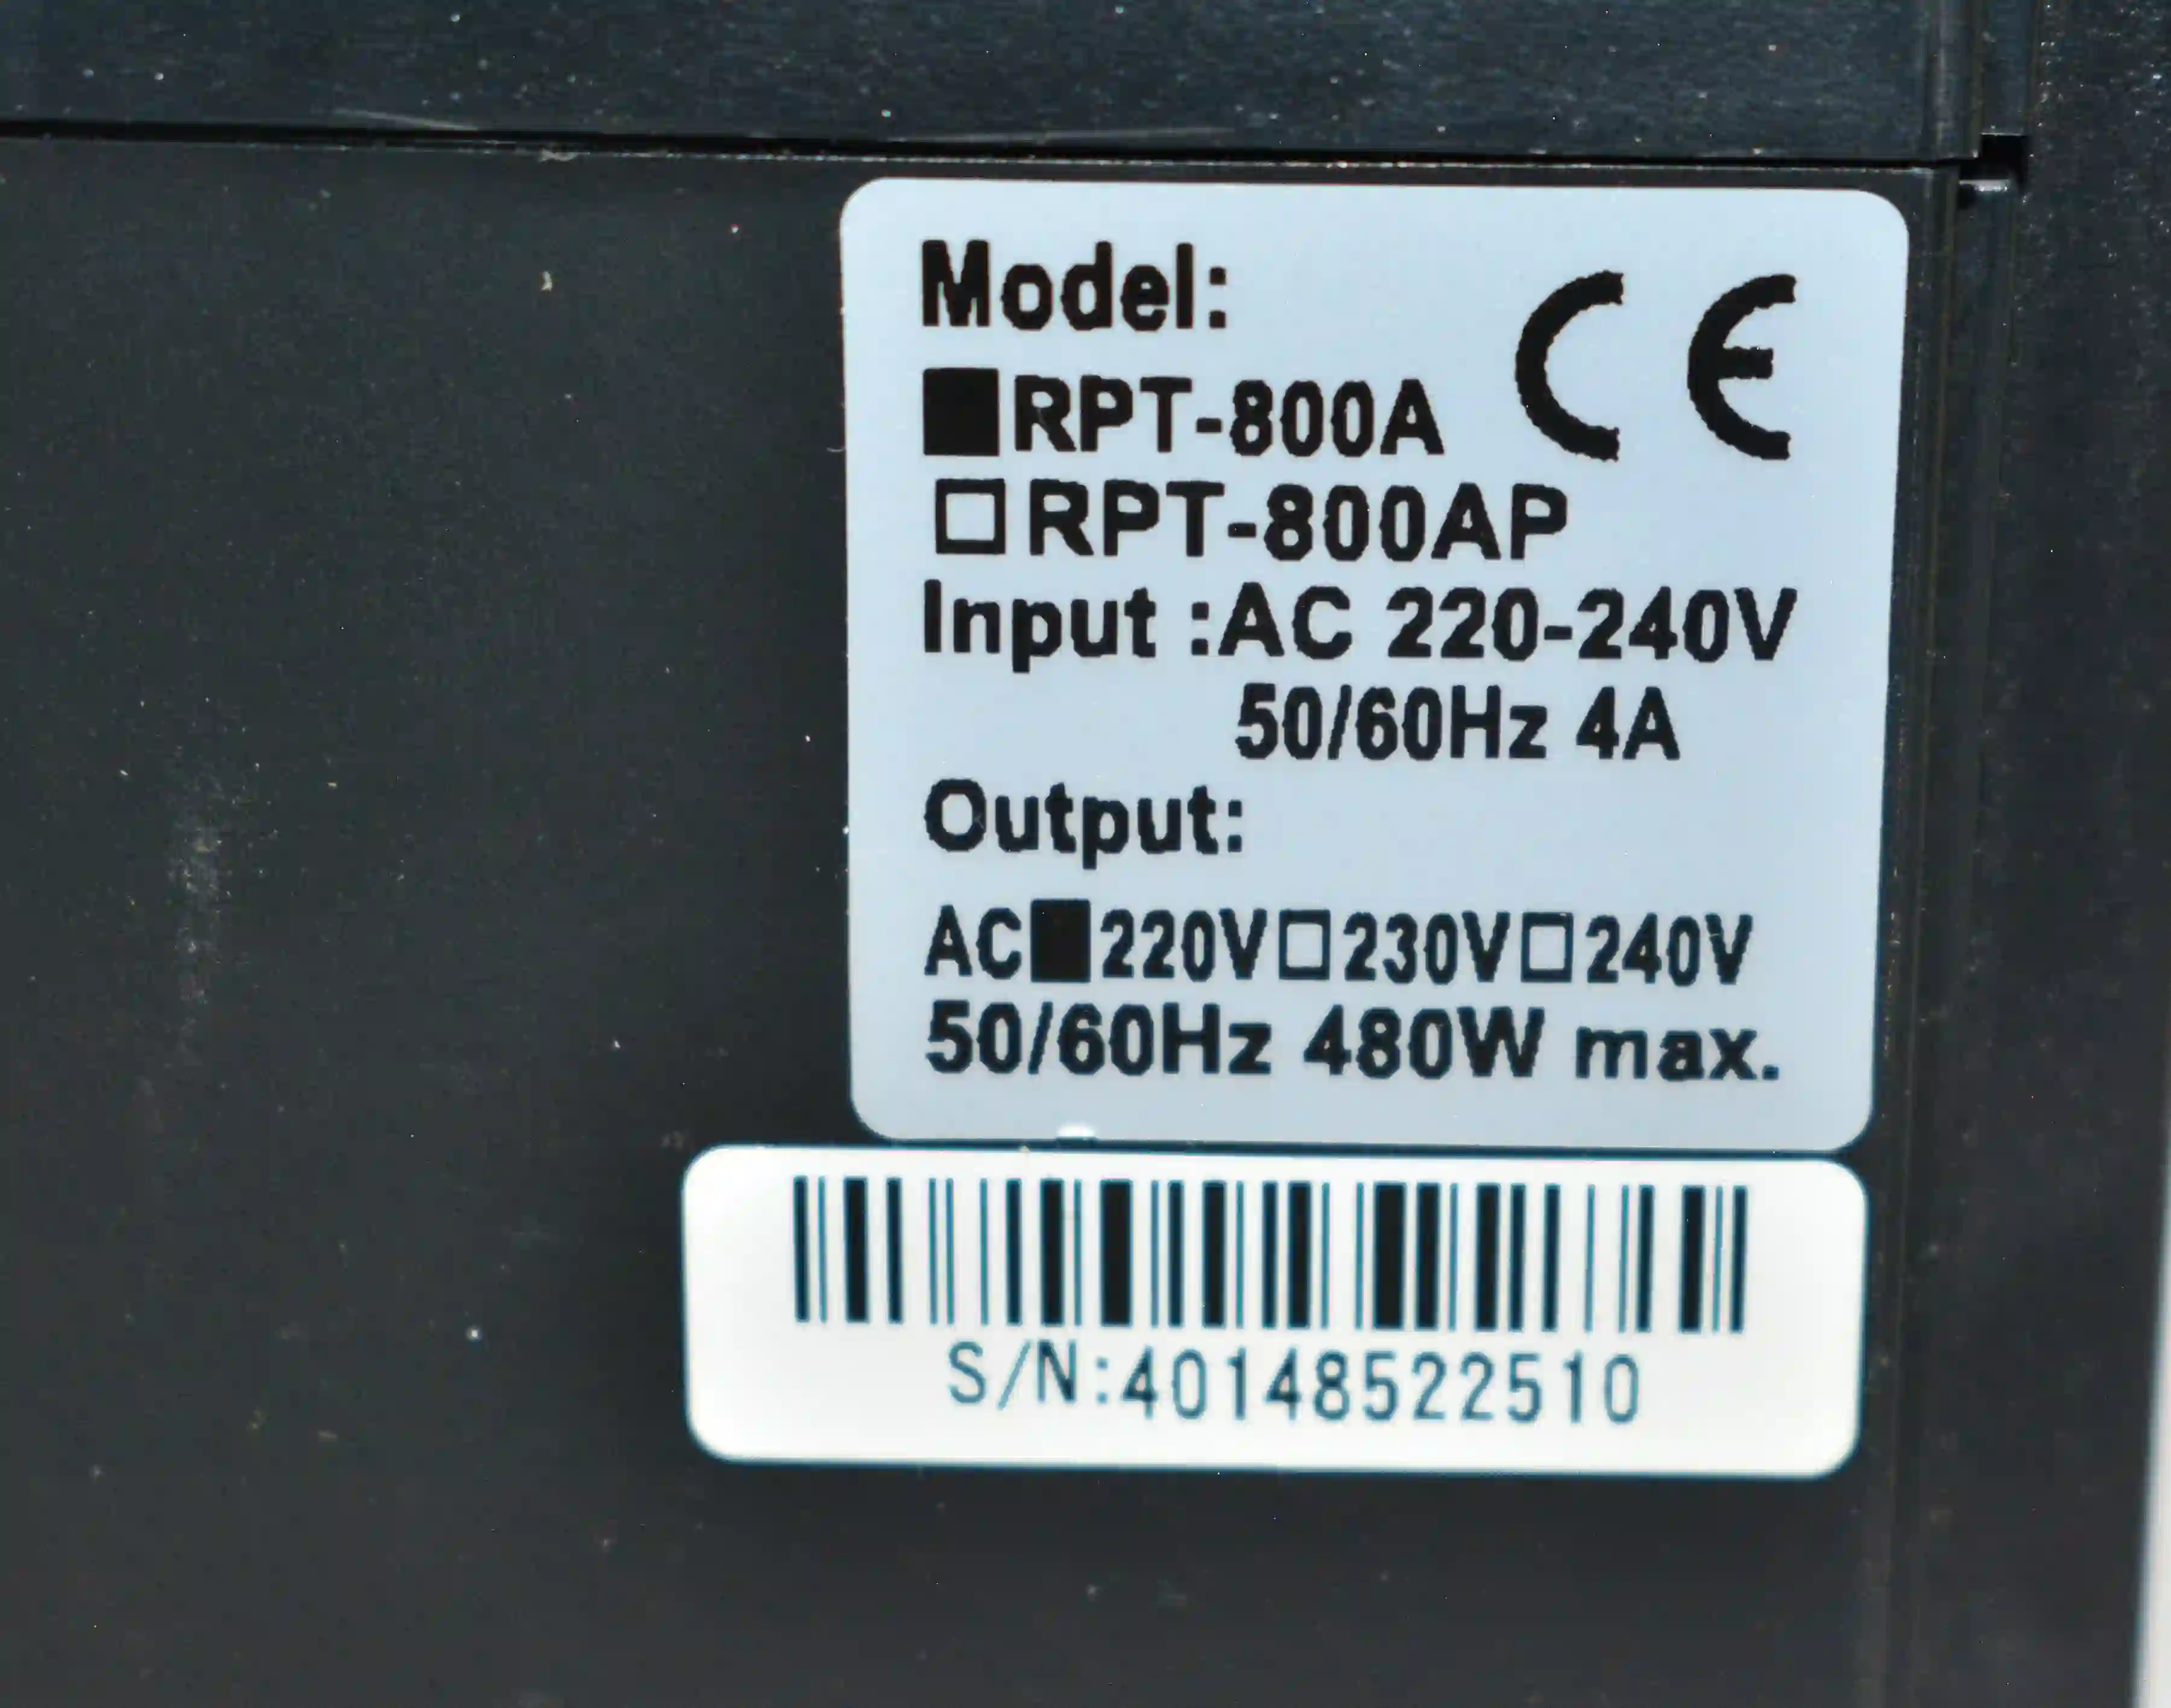 Model:
CE
■RPT-800A
□RPT-800AP
Input :AC 220-240V
50/60Hz 4A
Output:
AC■220V□230V□240V
50/60Hz 480W max.
S/N:40148522510